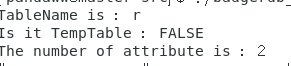 TableName is : r
Is it TempTable : FALSE
The number of attribute is : 2